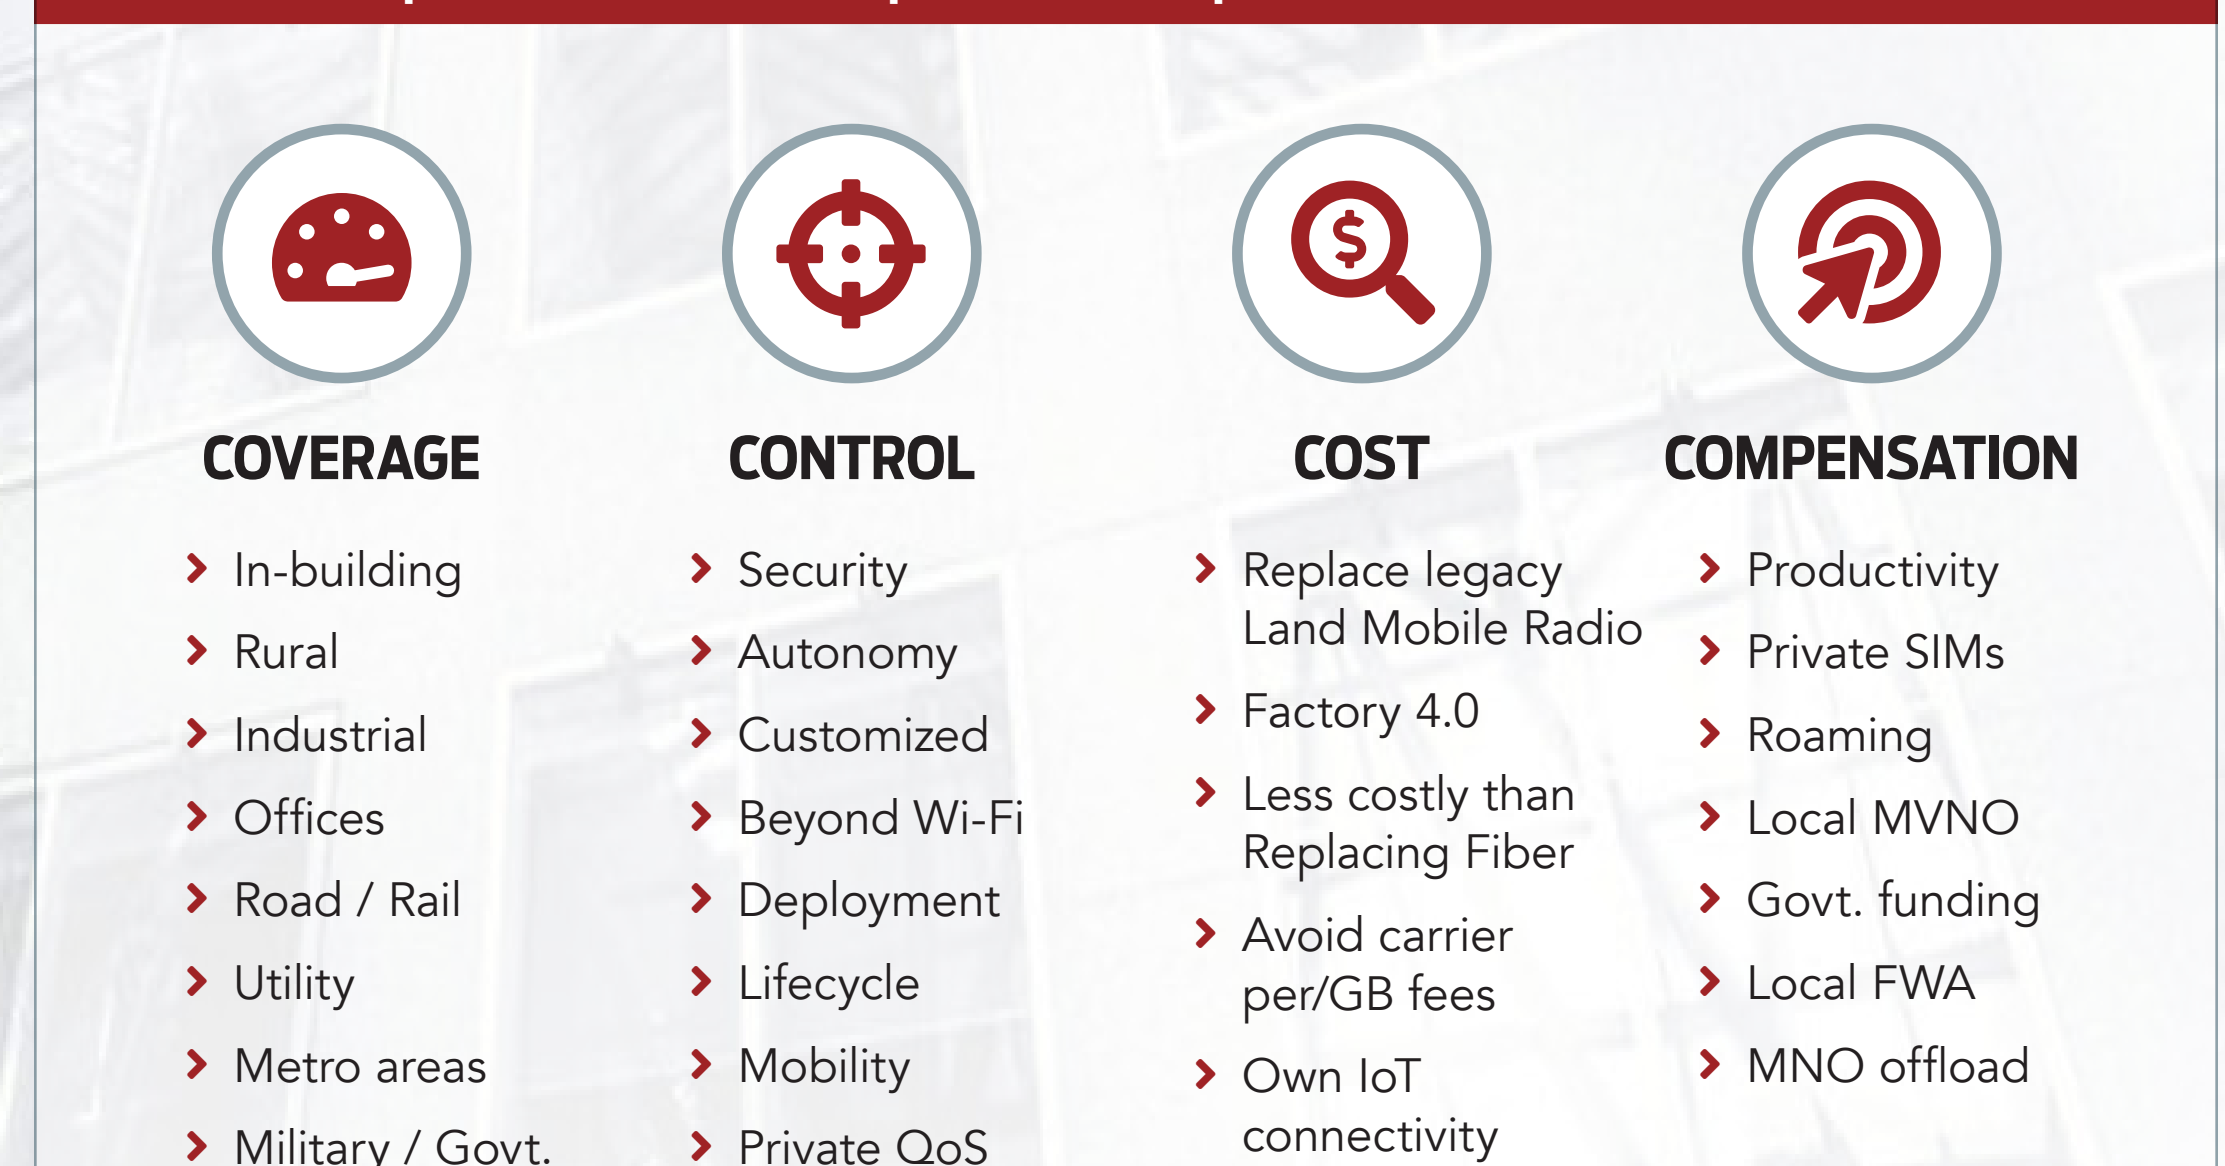 COVERAGE
In-building
Rural
Industrial
Offices
Road / Rail
Utility
Metro areas
Military / Govt.
CONTROL
Security
Autonomy
Customized
Beyond Wi-Fi
Deployment
Lifecycle
Mobility
Private QoS
COST
Replace legacy
Land Mobile Radio
Factory 4.0
Less costly than
Replacing Fiber
Avoid carrier
per/GB fees
Own IoT
connectivity
COMPENSATION
Productivity
Private SIMs
Roaming
Local MVNO
Govt. funding
Local FWA
MNO offload